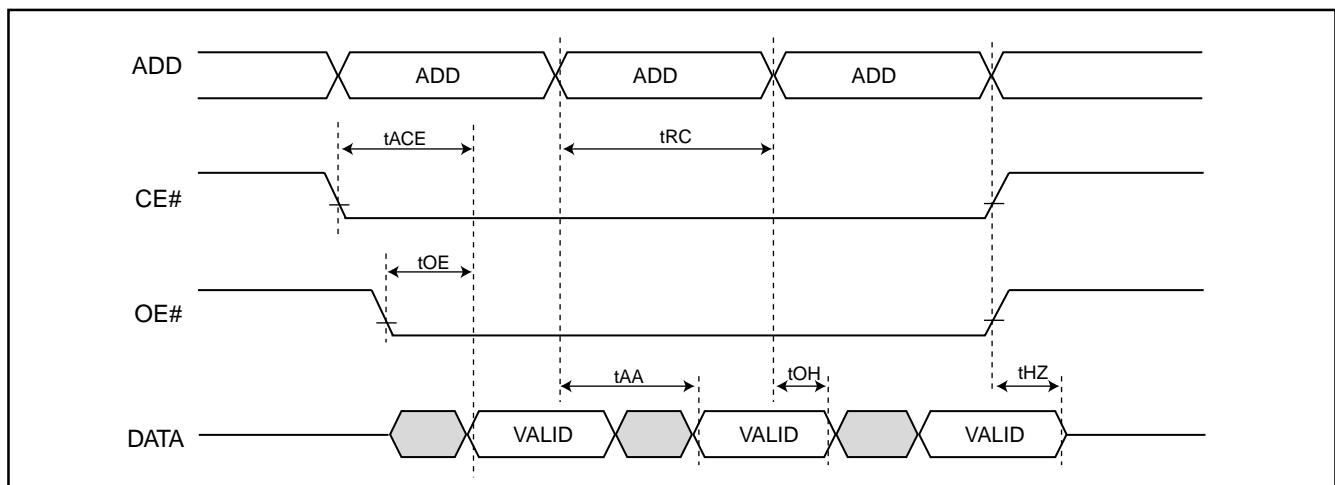 ADD ADD ADD ADD
tACE tRC
CE#
tOE
OE#
tAA tOH tHZ
DATA VALID VALID VALID